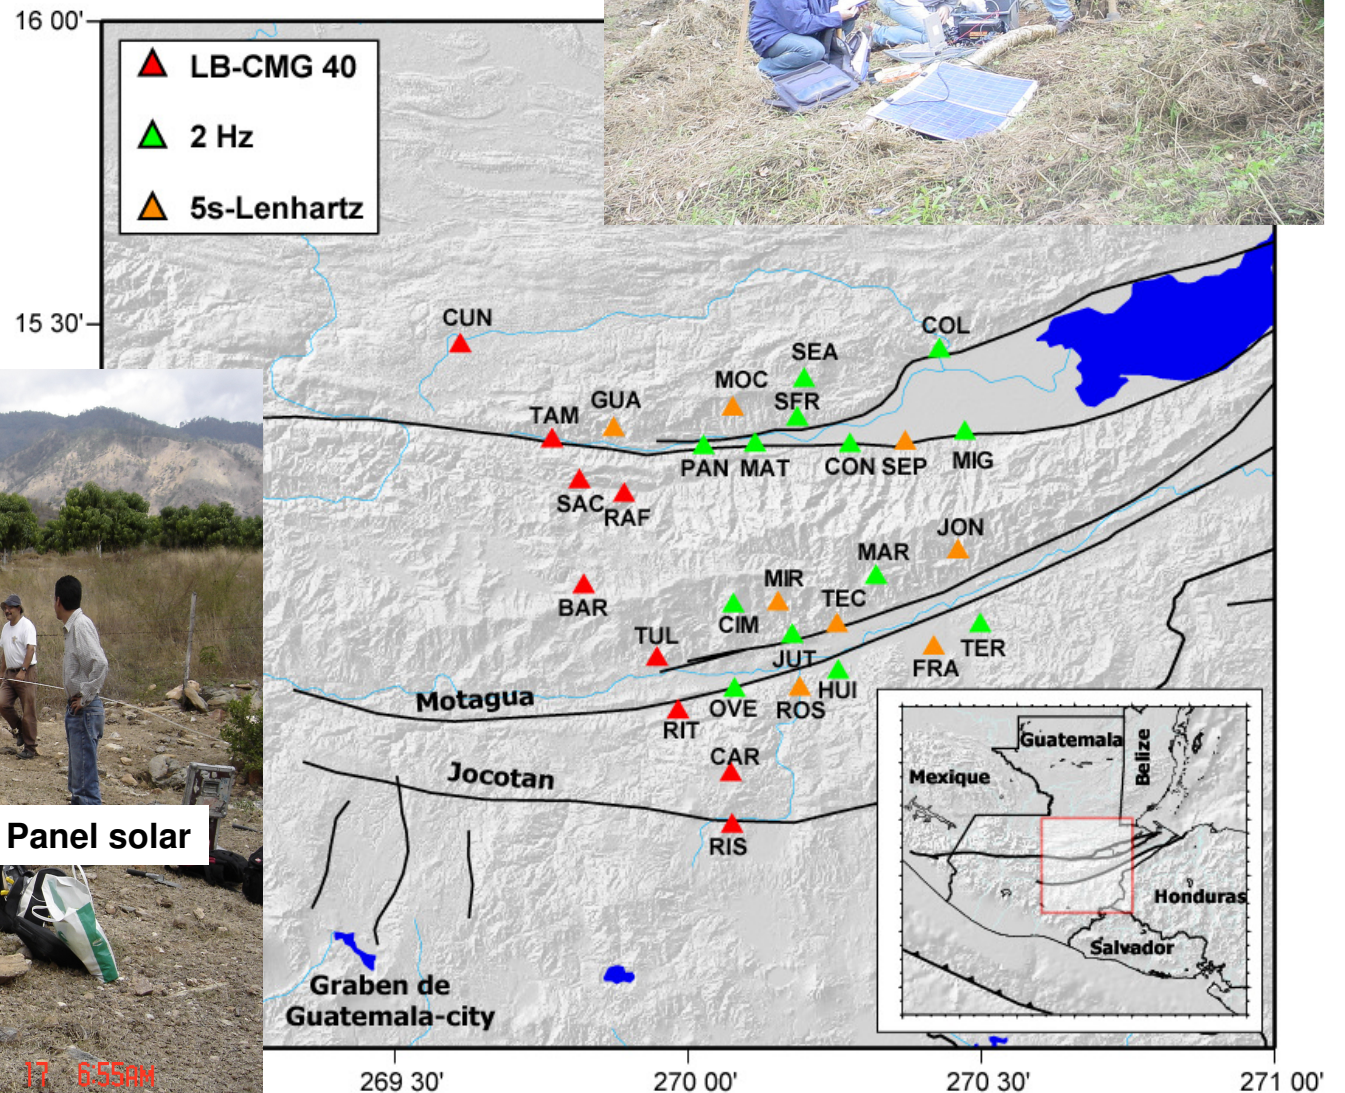 16 00'
LB-CMG 40
2 Hz
5s-Lenhartz
15 30'
CUN
COL
SEA
MOC
GUA
SFR
TAM
PAN
MAT
CON
SEP
MIG
SAC
RAF
JON
MAR
MIR
BAR
TEC
CIM
TUL
JUT
TER
FRA
HUI
Motagua
OVE
ROS
RIT
CAR
Jocotan
RIS
Guatemala
Belize
Mexique
Honduras
Salvador
Panel solar
Graben de
Guatemala-city
17 6:55AM
269 30'
270 00'
270 30'
271 00'